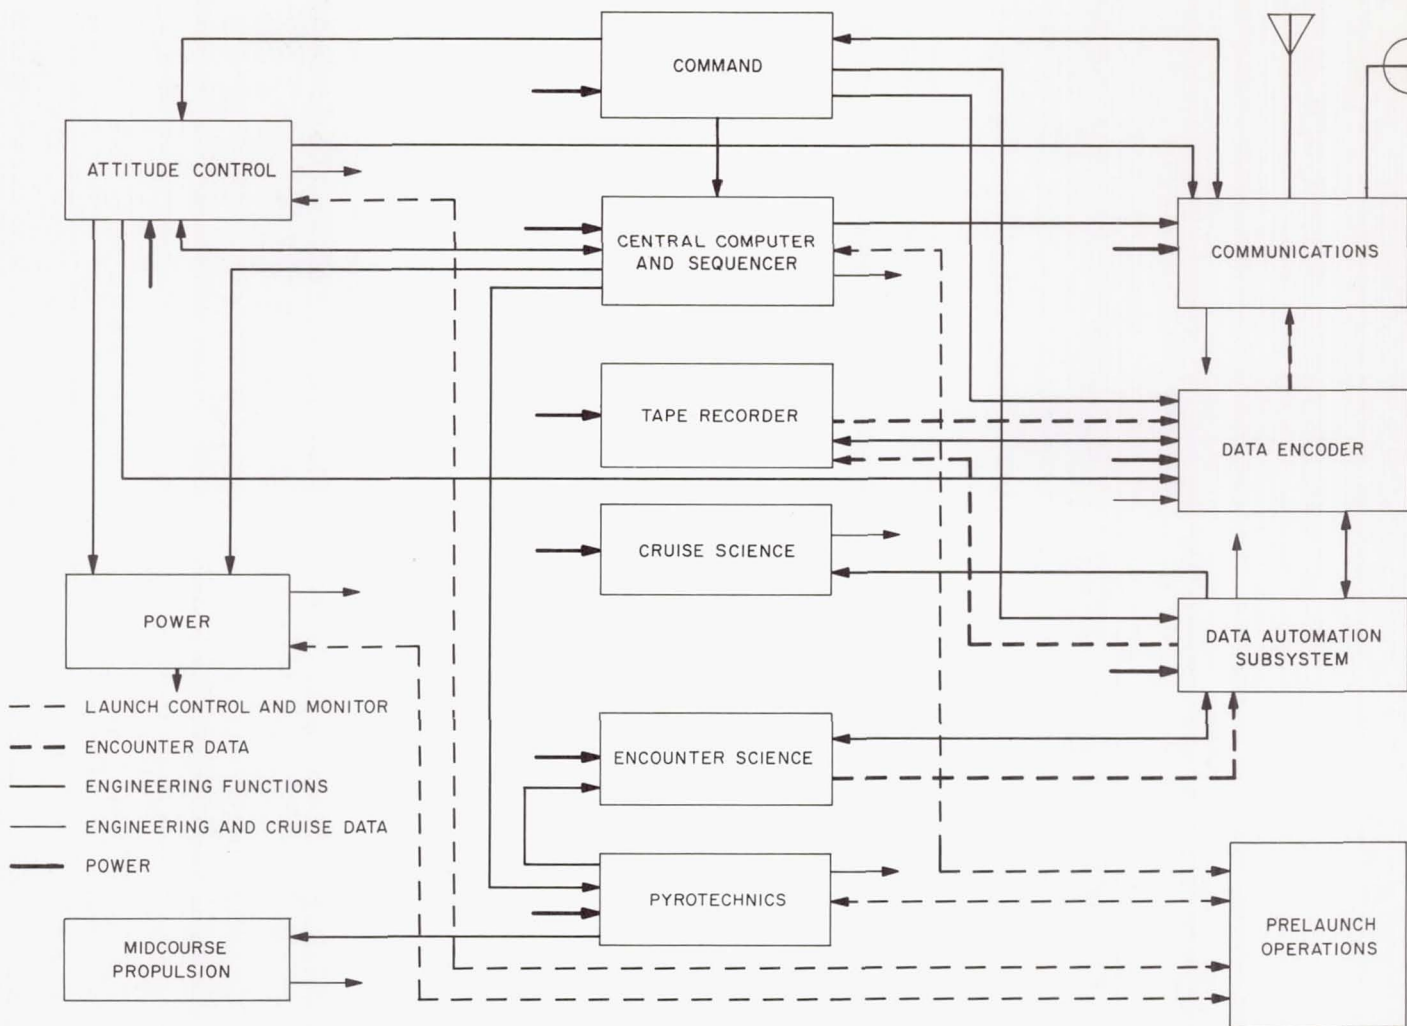 COMMAND
ATTITUDE CONTROL
CENTRAL COMPUTER
AND SEQUENCER
COMMUNICATIONS
TAPE RECORDER
DATA ENCODER
CRUISE SCIENCE
POWER
DATA AUTOMATION
SUBSYSTEM
LAUNCH CONTROL AND MONITOR
ENCOUNTER DATA
ENGINEERING FUNCTIONS
ENGINEERING AND CRUISE DATA
POWER
ENCOUNTER SCIENCE
PYROTECHNICS
MIDCOURSE
PROPULSION
PRELAUNCH
OPERATIONS